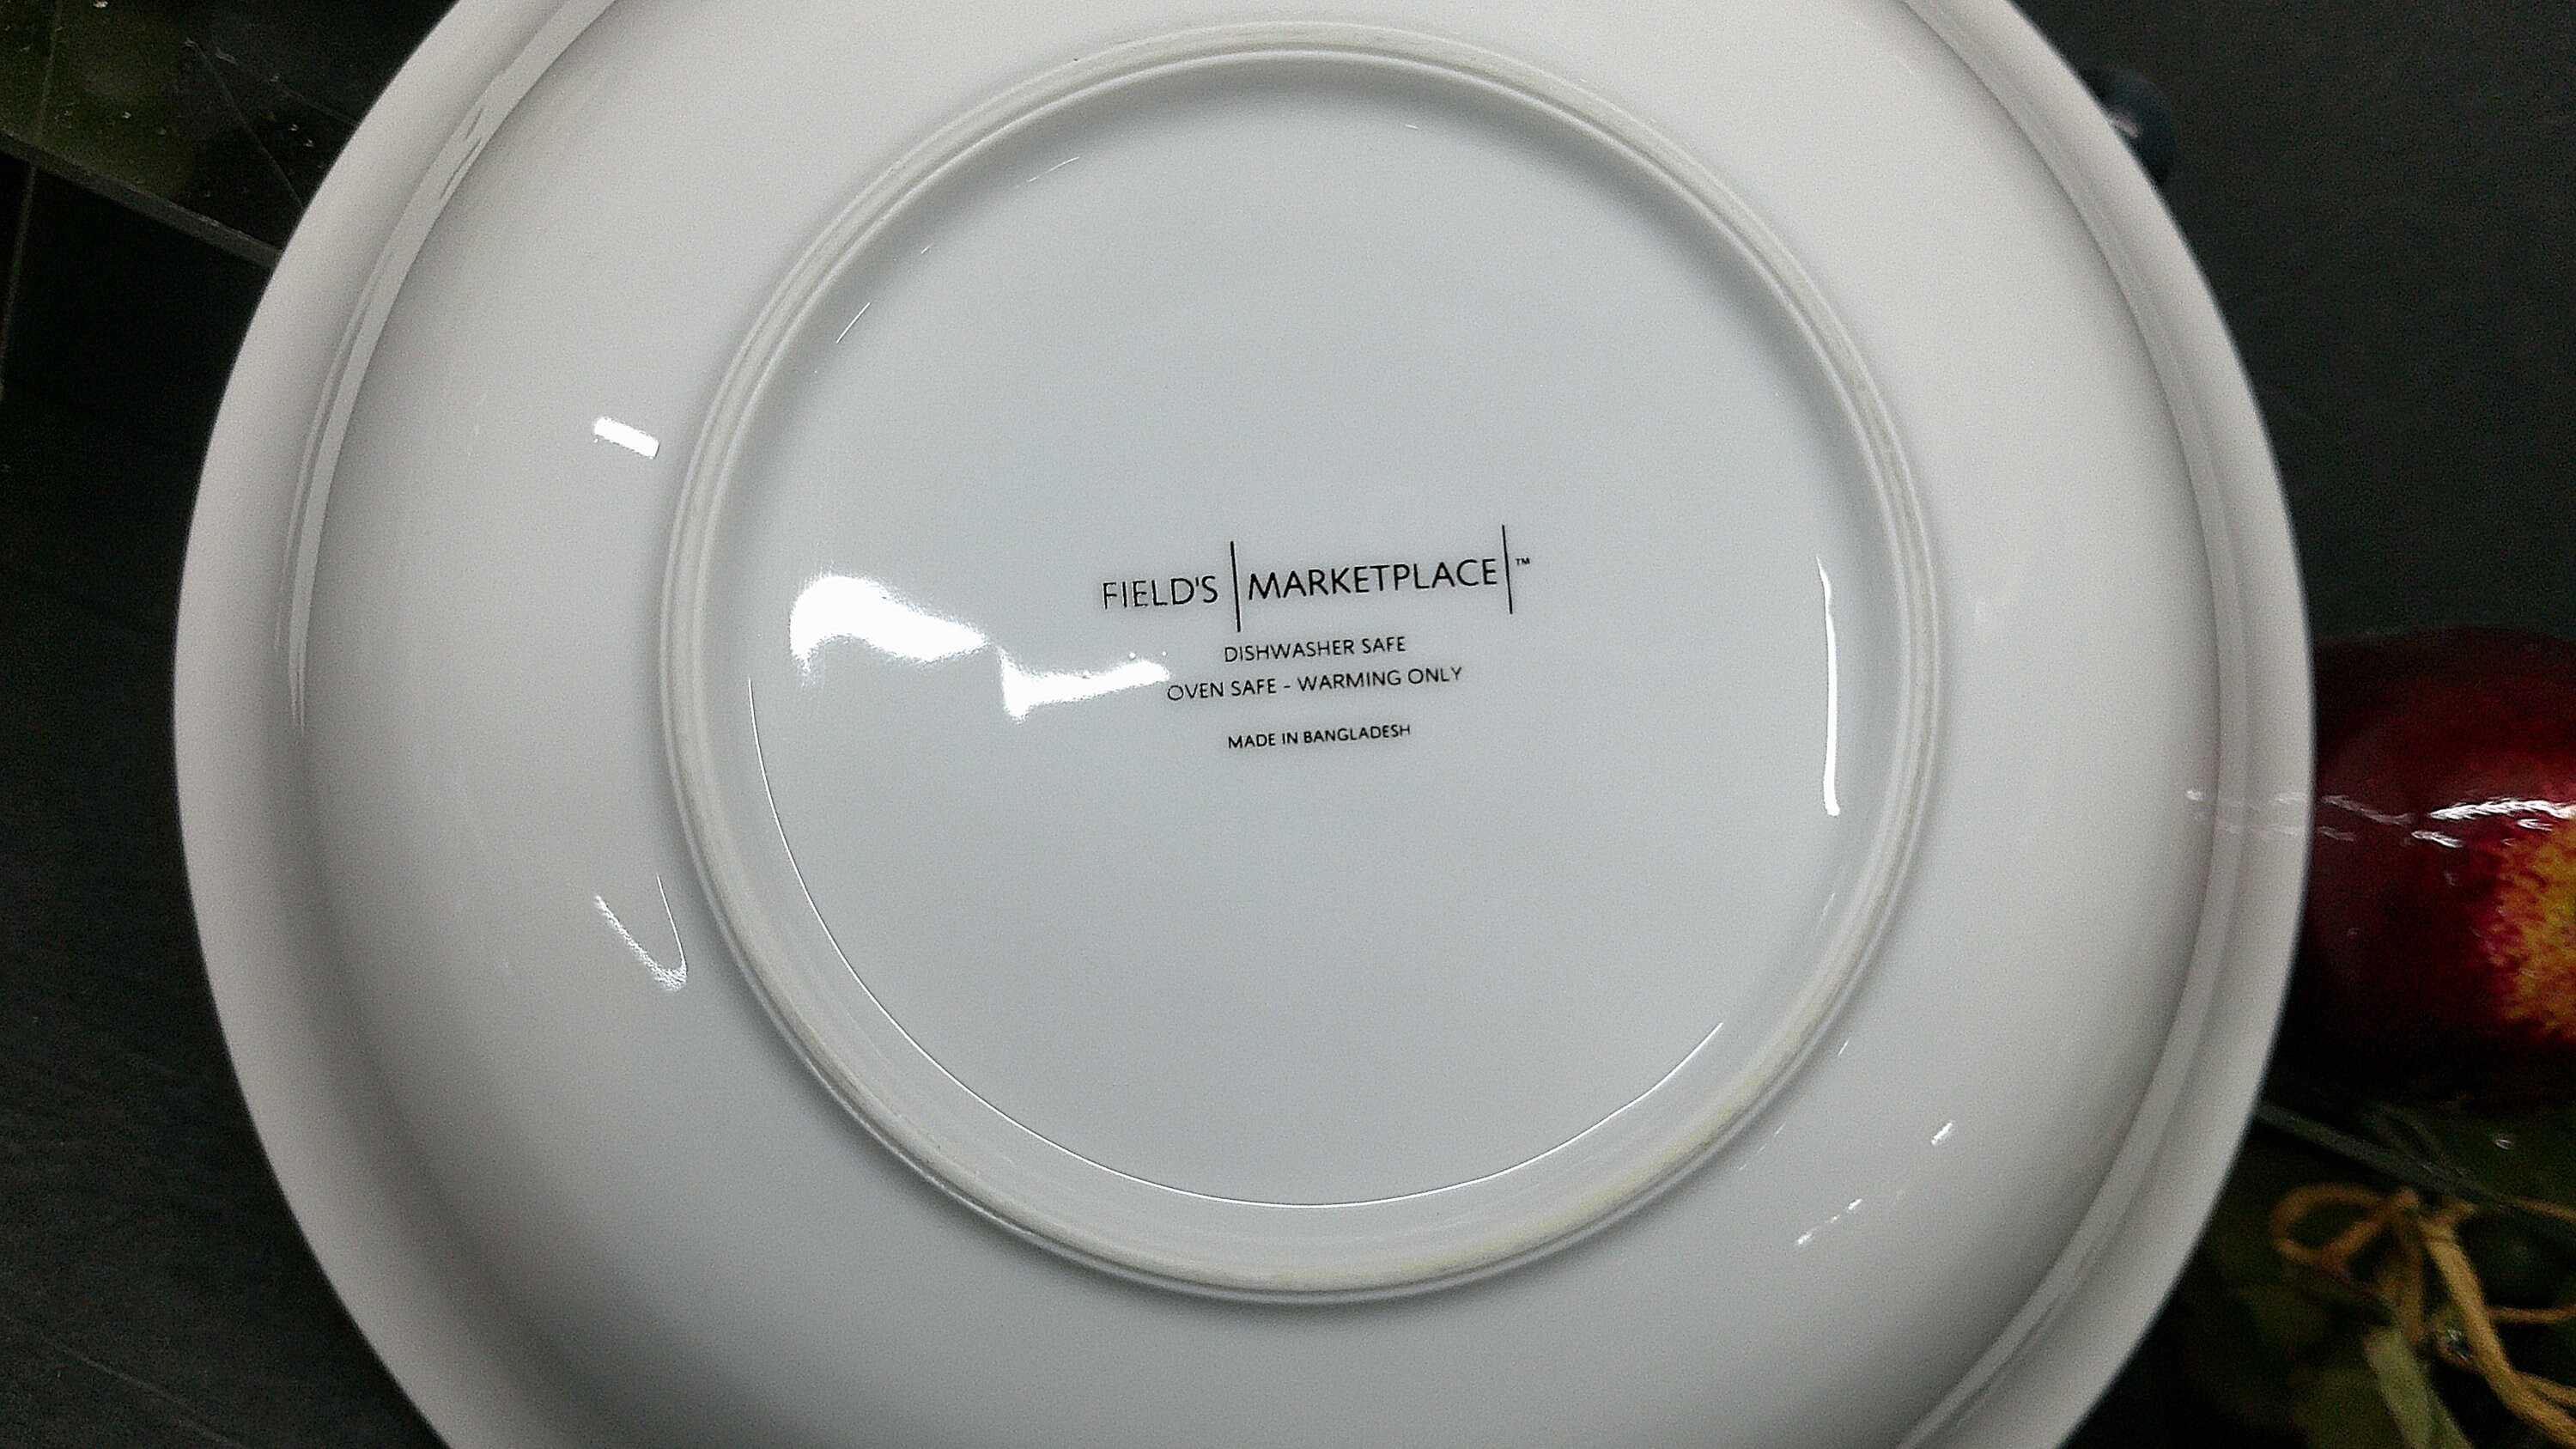 FIELD'S | MARKETPLACE |™
DISHWASHER SAFE
OVEN SAFE - WARMING ONLY
MADE IN BANGLADESH